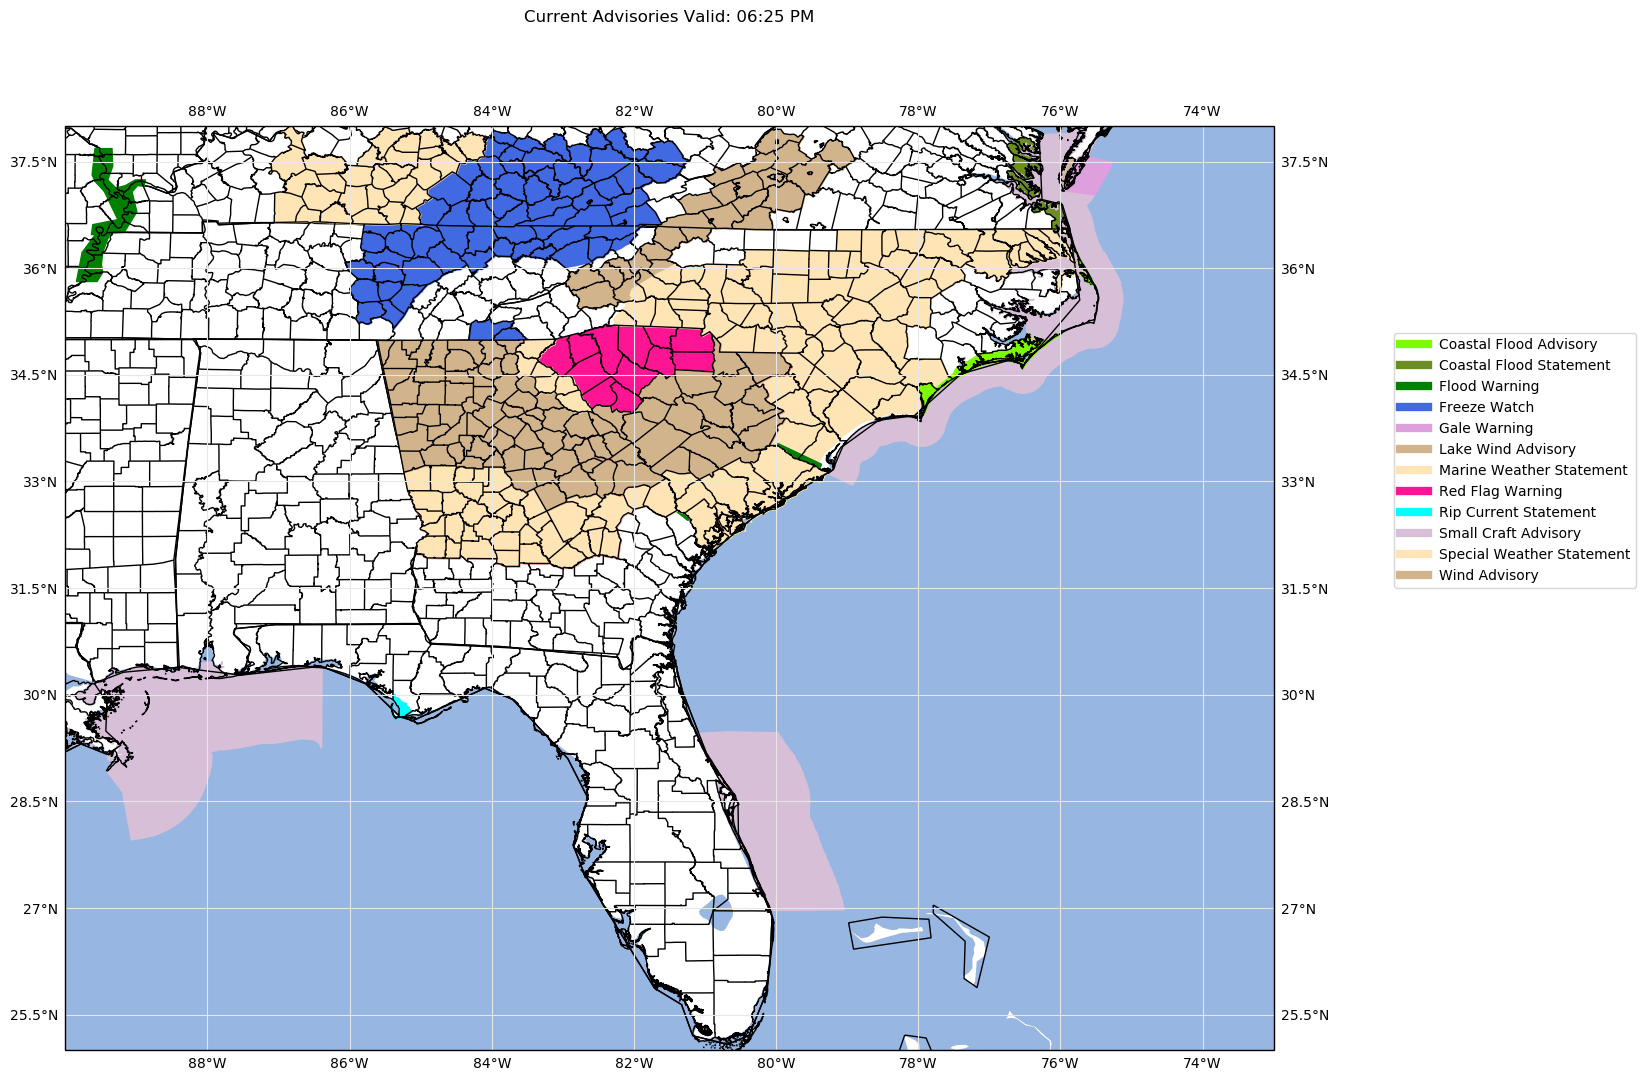 Current Advisories Valid: 06:25 PM
88°W 86°W 84°W 82°W 80°W 78°W 76°W 74°W
37.5°N 37.5°N
36°N 36°N
34.5°N 34.5°N
33°N 33°N
31.5°N 31.5°N
30°N 30°N
28.5°N 28.5°N
27°N 27°N
25.5°N 25.5°N
88°W 86°W 84°W 82°W 80°W 78°W 76°W 74°W
Coastal Flood Advisory
Coastal Flood Statement
Flood Warning
Freeze Watch
Gale Warning
Lake Wind Advisory
Marine Weather Statement
Red Flag Warning
Rip Current Statement
Small Craft Advisory
Special Weather Statement
Wind Advisory